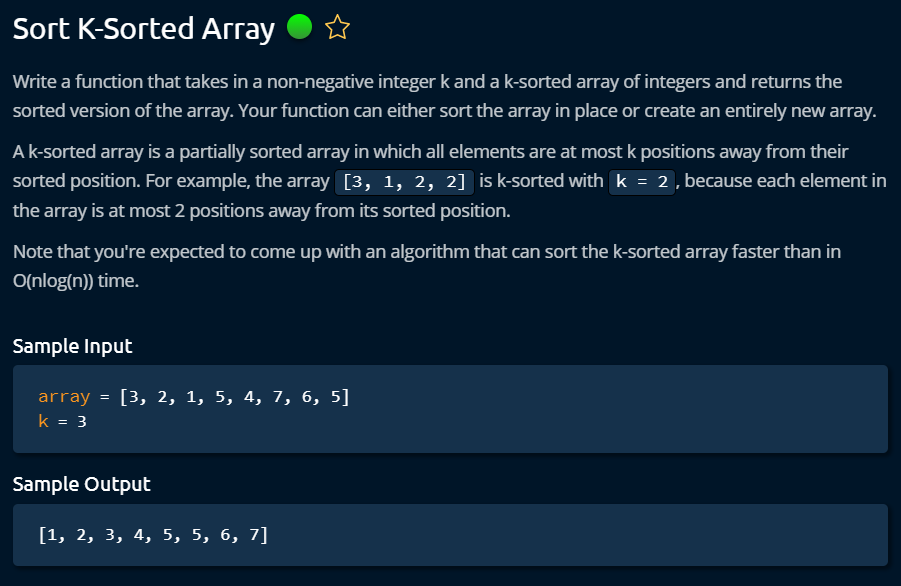 Sort K-Sorted Array
Write a function that takes in a non-negative integer k and a k-sorted array of integers and returns the
sorted version of the array. Your function can either sort the array in place or create an entirely new array.
A k-sorted array is a partially sorted array in which all elements are at most k positions away from their
sorted position. For example, the array [3, 1, 2, 2] is k-sorted with k = 2, because each element in
the array is at most 2 positions away from its sorted position.
Note that you're expected to come up with an algorithm that can sort the k-sorted array faster than in
O(nlog(n)) time.
Sample Input
array = [3, 2, 1, 5, 4, 7, 6, 5]
k = 3
Sample Output
[1, 2, 3, 4, 5, 5, 6, 7]